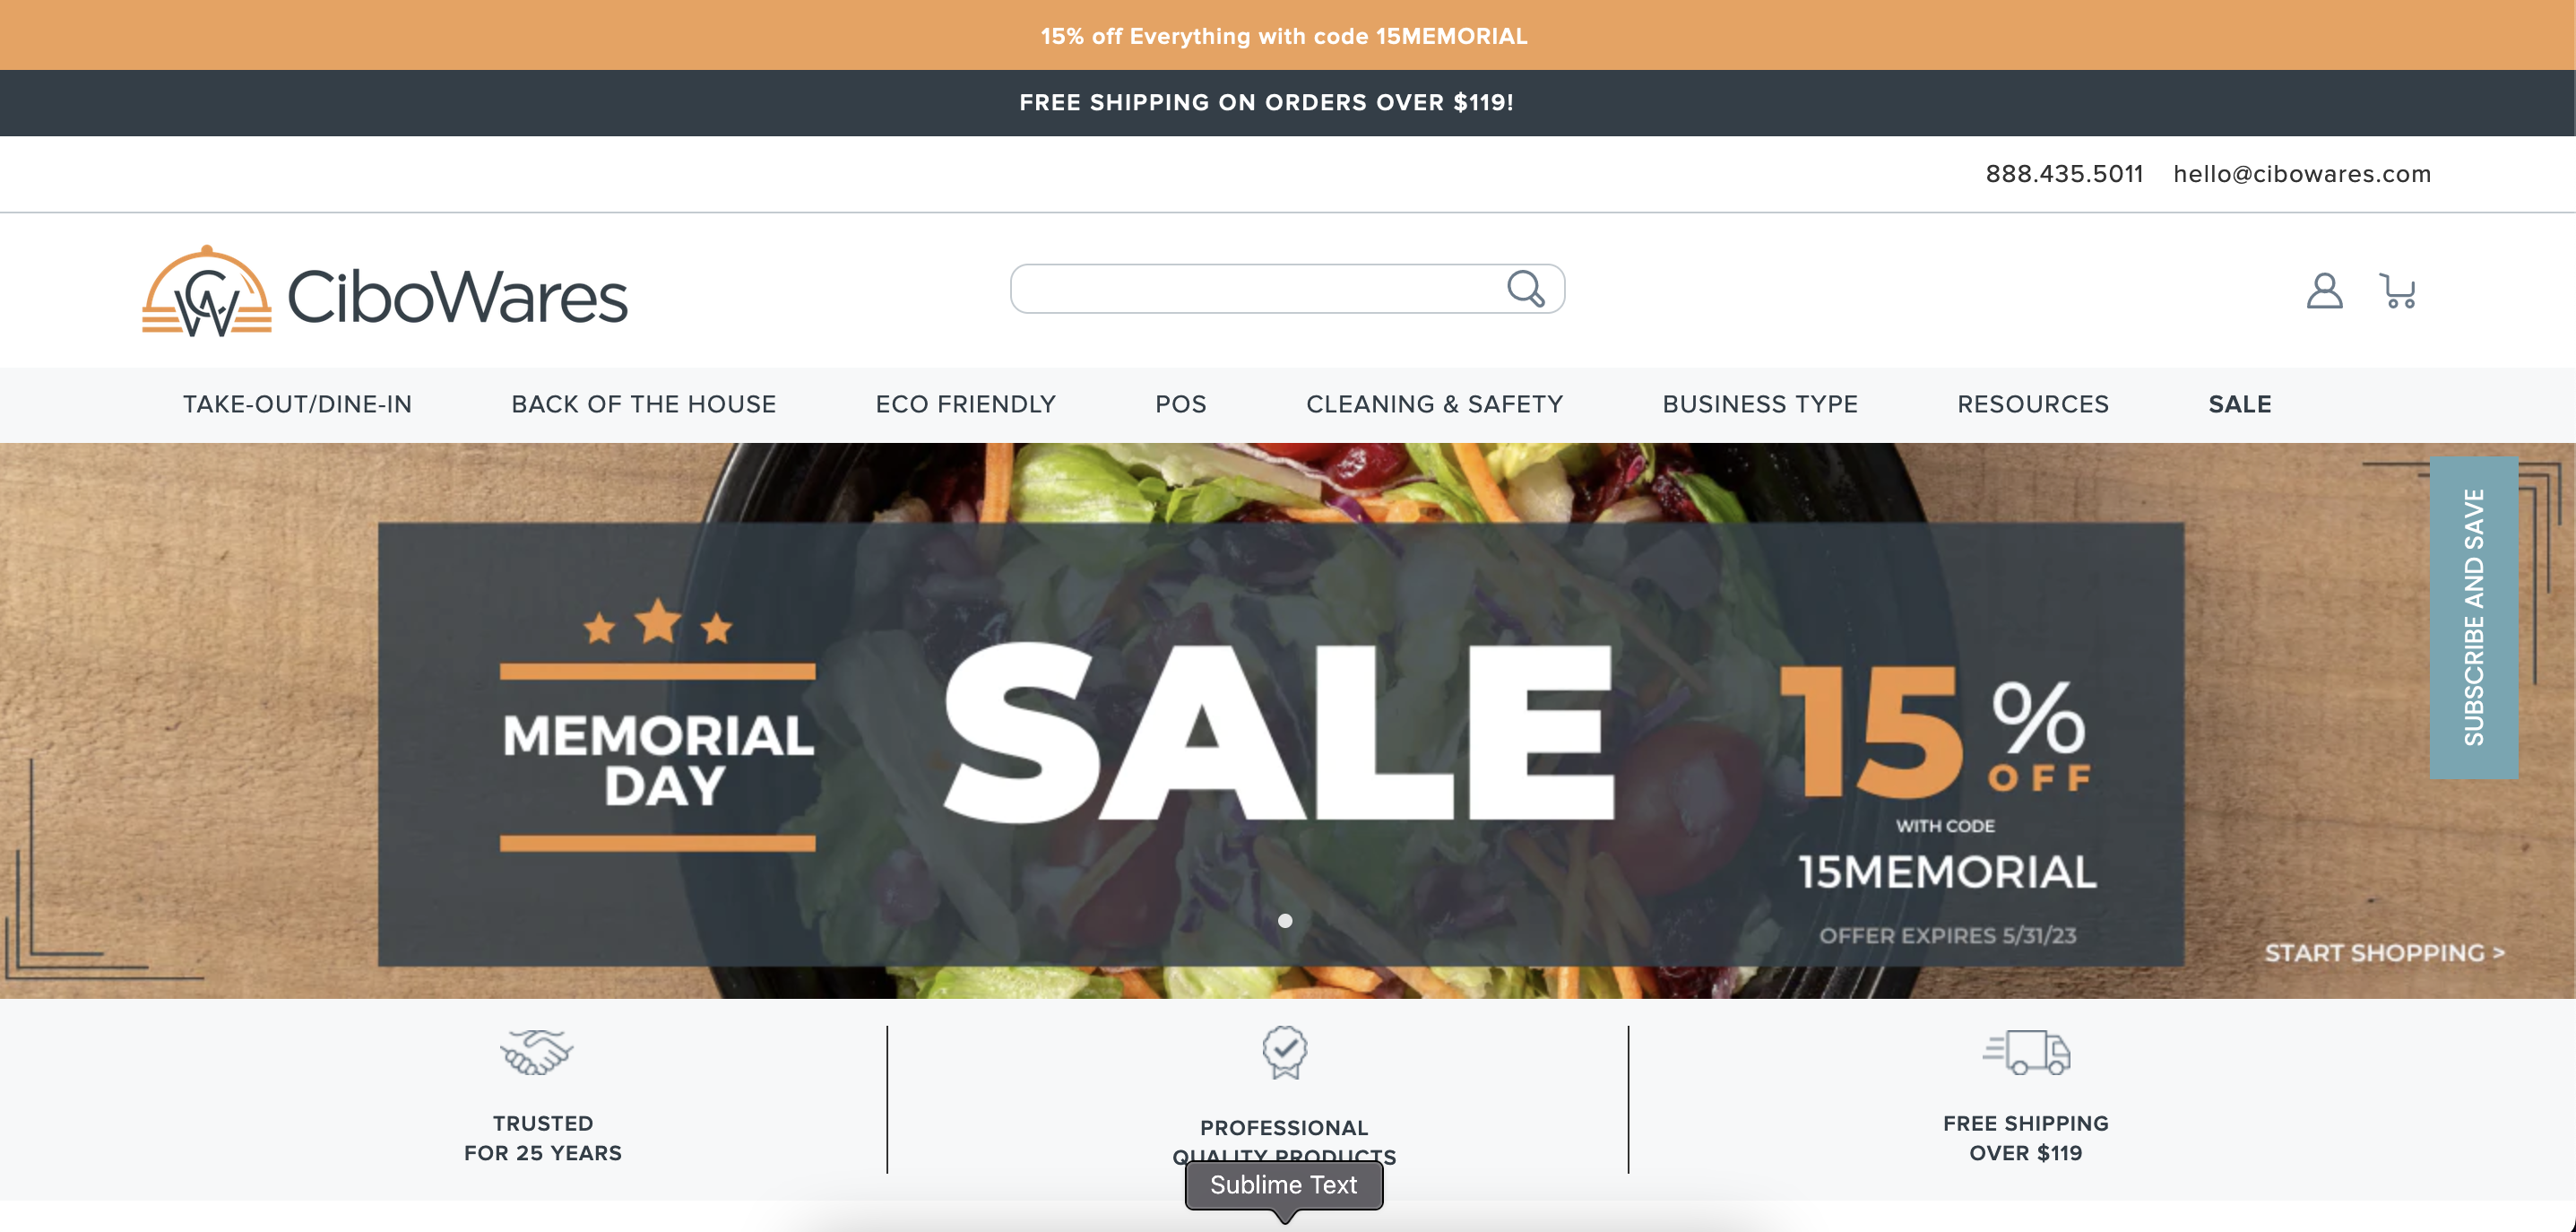 15% off Everything with code 15MEMORIAL
FREE SHIPPING ON ORDERS OVER $119!
888.435.5011 hello@cibowares.com
CW CiboWares
TAKE-OUT/DINE-IN BACK OF THE HOUSE ECO FRIENDLY POS CLEANING & SAFETY BUSINESS TYPE RESOURCES SALE
MEMORIAL
DAY
SALE
15%
OFF
WITH CODE
15MEMORIAL
OFFER EXPIRES 5/31/23
SUBSCRIBE AND SAVE
START SHOPPING >
TRUSTED
FOR 25 YEARS
PROFESSIONAL
QUALITY PRODUCTS
FREE SHIPPING
OVER $119
Sublime Text